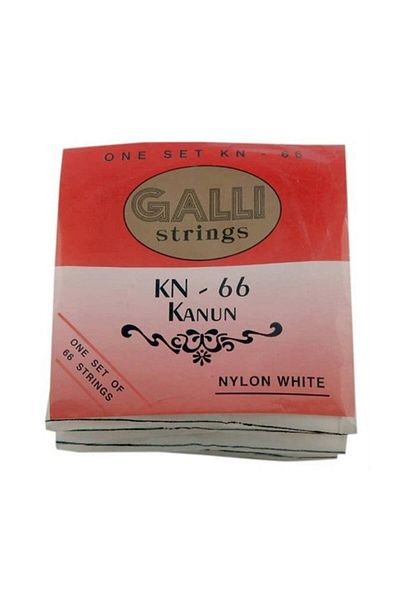 ONE SET KN - 66
GALLI
strings
KN - 66
KANUN
ONE SET OF
66 STRINGS
NYLON WHITE